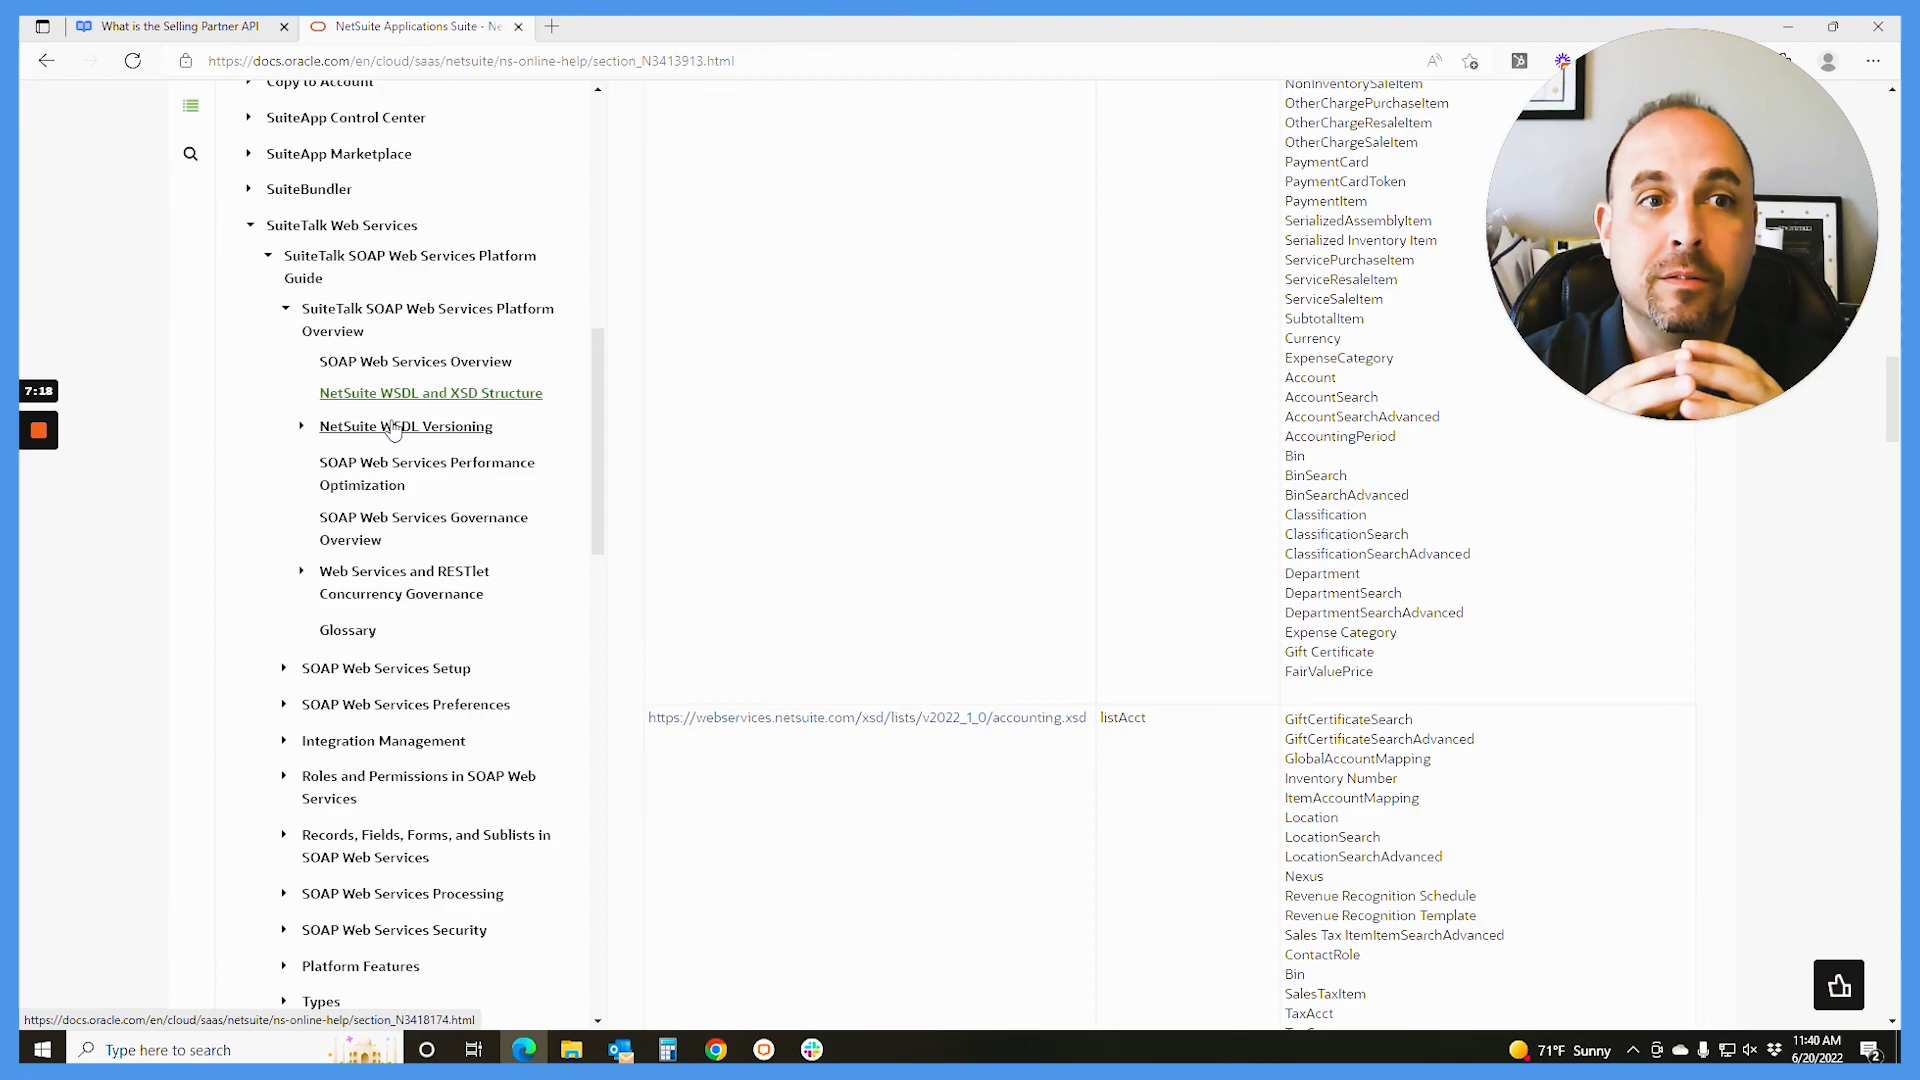 What is the Selling Partner API
NetSuite Applications Suite - Ne
https://docs.oracle.com/en/cloud/saas/netsuite/ns-online-help/section_N3413913.html
Copy to Account
SuiteApp Control Center
SuiteApp Marketplace
SuiteBundler
SuiteTalk Web Services
SuiteTalk SOAP Web Services Platform
Guide
SuiteTalk SOAP Web Services Platform
Overview
SOAP Web Services Overview
NetSuite WSDL and XSD Structure
NetSuite WSDL Versioning
SOAP Web Services Performance
Optimization
SOAP Web Services Governance
Overview
Web Services and RESTlet
Concurrency Governance
Glossary
SOAP Web Services Setup
SOAP Web Services Preferences
Integration Management
Roles and Permissions in SOAP Web
Services
Records, Fields, Forms, and Sublists in
SOAP Web Services
SOAP Web Services Processing
SOAP Web Services Security
Platform Features
Types
7:18
https://webservices.netsuite.com/xsd/lists/v2022_1_0/accounting.xsd
listAcct
NonInventorySaleItem
OtherChargePurchaseItem
OtherChargeResaleItem
OtherChargeSaleItem
PaymentCard
PaymentCardToken
PaymentItem
SerializedAssemblyItem
Serialized Inventory Item
ServicePurchaseItem
ServiceResaleItem
ServiceSaleItem
SubtotalItem
Currency
ExpenseCategory
Account
AccountSearch
AccountSearchAdvanced
AccountingPeriod
Bin
BinSearch
BinSearchAdvanced
Classification
ClassificationSearch
ClassificationSearchAdvanced
Department
DepartmentSearch
DepartmentSearchAdvanced
Expense Category
Gift Certificate
FairValuePrice
GiftCertificateSearch
GiftCertificateSearchAdvanced
GlobalAccountMapping
Inventory Number
ItemAccountMapping
Location
LocationSearch
LocationSearchAdvanced
Nexus
Revenue Recognition Schedule
Revenue Recognition Template
Sales Tax ItemItemSearchAdvanced
ContactRole
Bin
SalesTaxItem
TaxAcct
https://docs.oracle.com/en/cloud/saas/netsuite/ns-online-help/section_N3418174.html
Type here to search
71°F Sunny
11:40 AM
6/20/2022
2